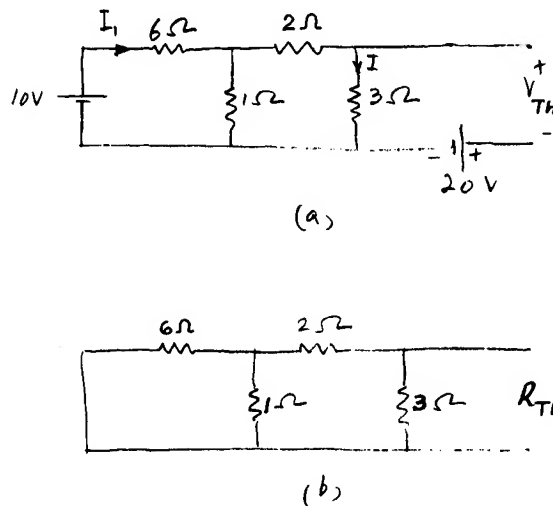 I₁ 6Ω 2Ω
10V 1Ω I 3Ω + V_Th -
- + 20 V
(a)
6Ω 2Ω
1Ω 3Ω R_Th
(b)